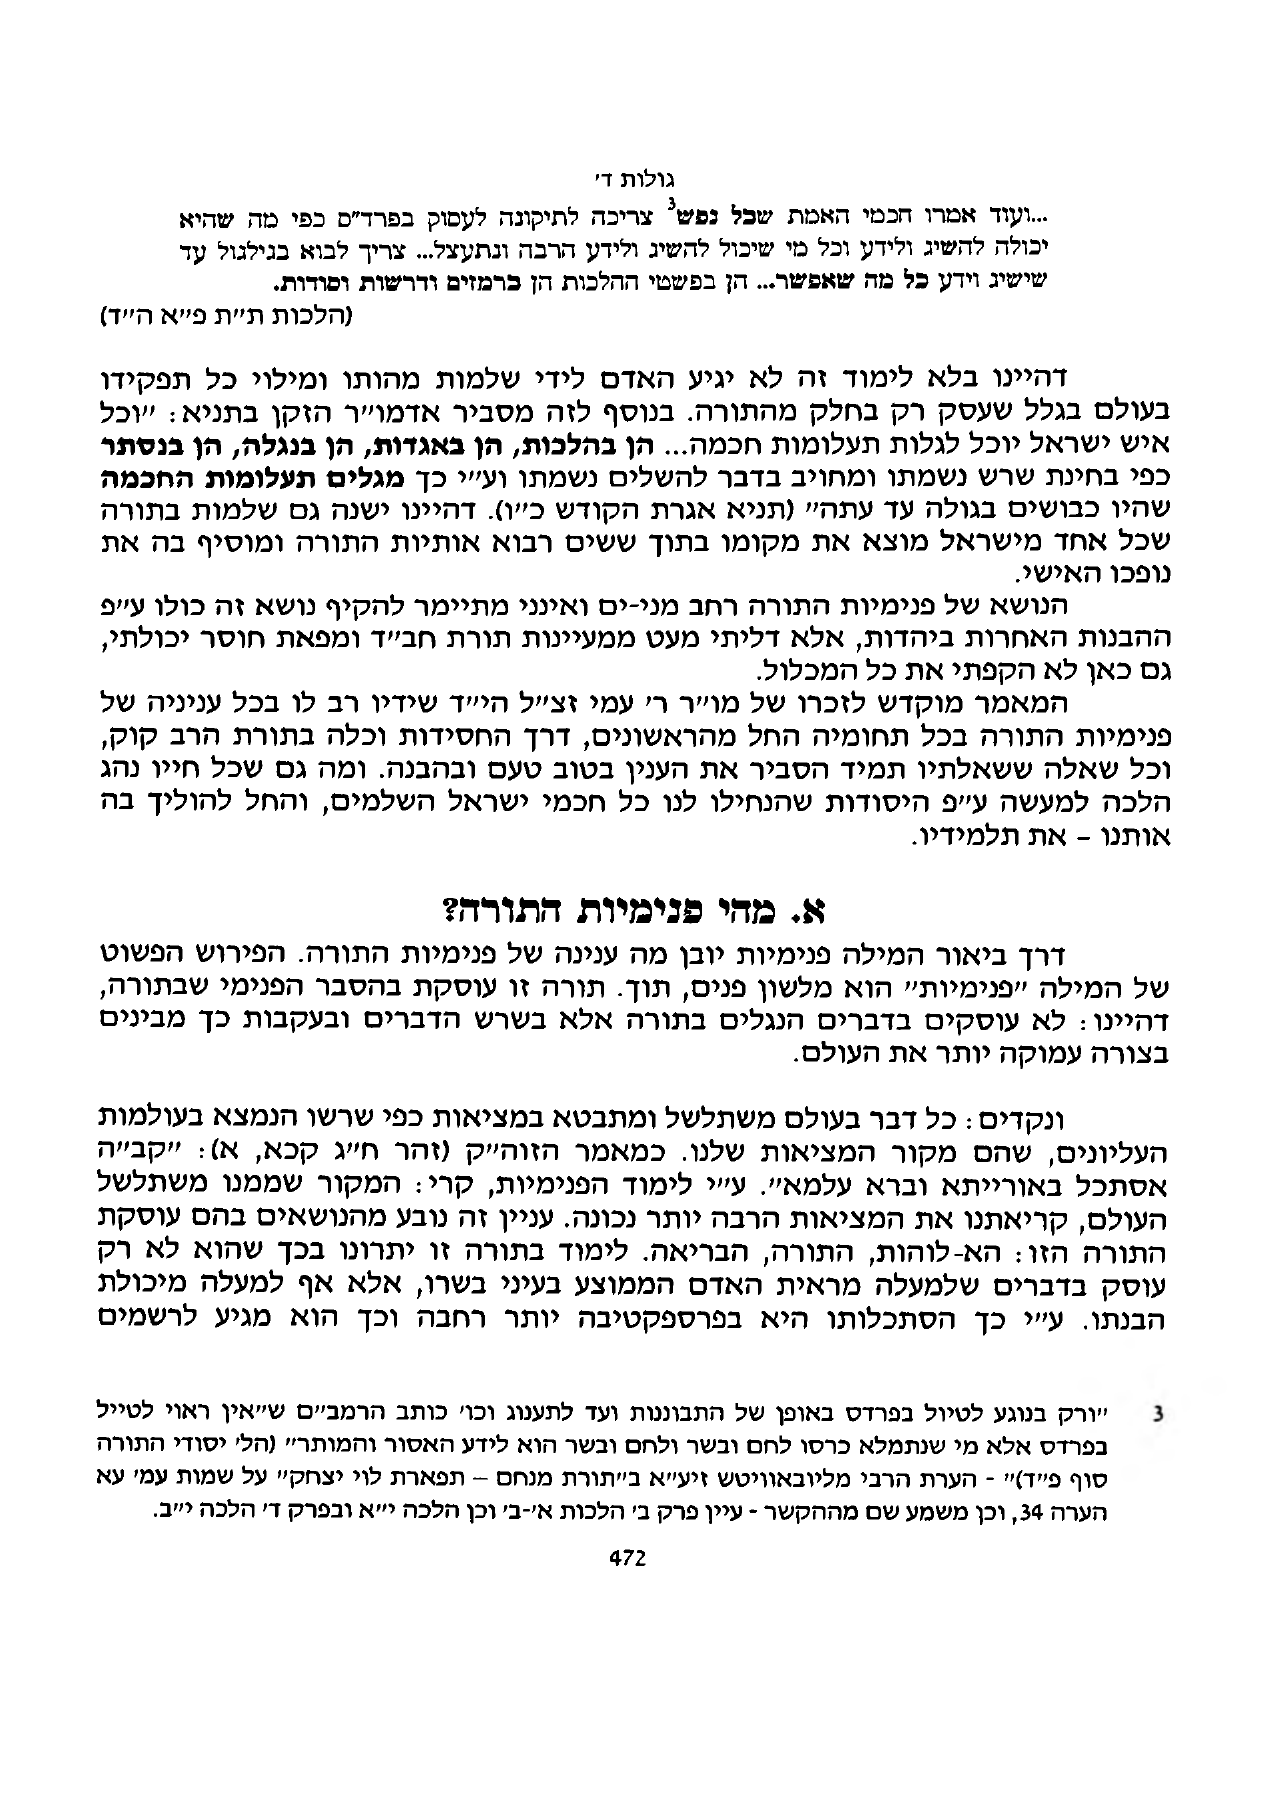 גולות ד׳
...ועוד אמרו חכמי האמת שכל נפש3 צריכה לתיקונה לעסוק בפרד״ס כפי מה שהיא
יכולה להשיג ולידע וכל מי שיכול להשיג ולידע הרבה ונתעצל... צריך לבוא בגילגול עד
שישיג וידע כל מה שאפשר... הן בפשטי ההלכות הן ברמזים ודרשות וסודות.
(הלכות ת״ת פ״א ה״ד)
דהיינו בלא לימוד זה לא יגיע האדם לידי שלמות מהותו ומילוי כל תפקידו
בעולם בגלל שעסק רק בחלק מהתורה. בנוסף לזה מסביר אדמו״ר הזקן בתניא: ״וכל
איש ישראל יוכל לגלות תעלומות חכמה... הן בהלכות, הן באגדות, הן בנגלה, הן בנסתר
כפי בחינת שרש נשמתו ומחויב בדבר להשלים נשמתו וע״י כך מגלים תעלומות החכמה
שהיו כבושים בגולה עד עתה״ (תניא אגרת הקודש כ״ו). דהיינו ישנה גם שלמות בתורה
שכל אחד מישראל מוצא את מקומו בתוך ששים רבוא אותיות התורה ומוסיף בה את
נופכו האישי.
הנושא של פנימיות התורה רחב מני-ים ואינני מתיימר להקיף נושא זה כולו ע״פ
ההבנות האחרות ביהדות, אלא דליתי מעט ממעיינות תורת חב״ד ומפאת חוסר יכולתי,
גם כאן לא הקפתי את כל המכלול.
המאמר מוקדש לזכרו של מו״ר ר׳ עמי זצ״ל הי״ד שידיו רב לו בכל עניניה של
פנימיות התורה בכל תחומיה החל מהראשונים, דרך החסידות וכלה בתורת הרב קוק,
וכל שאלה ששאלתיו תמיד הסביר את הענין בטוב טעם ובהבנה. ומה גם שכל חייו נהג
הלכה למעשה ע״פ היסודות שהנחילו לנו כל חכמי ישראל השלמים, והחל להוליך בה
אותנו – את תלמידיו.
א. מהי פנימיות התורה?
דרך ביאור המילה פנימיות יובן מה ענינה של פנימיות התורה. הפירוש הפשוט
של המילה ״פנימיות״ הוא מלשון פנים, תוך. תורה זו עוסקת בהסבר הפנימי שבתורה,
דהיינו: לא עוסקים בדברים הנגלים בתורה אלא בשרש הדברים ובעקבות כך מבינים
בצורה עמוקה יותר את העולם.
ונקדים: כל דבר בעולם משתלשל ומתבטא במציאות כפי שרשו הנמצא בעולמות
העליונים, שהם מקור המציאות שלנו. כמאמר הזוה״ק (זהר ח״ג קכא, א): ״קב״ה
אסתכל באורייתא וברא עלמא״. ע״י לימוד הפנימיות, קרי: המקור שממנו משתלשל
העולם, קריאתנו את המציאות הרבה יותר נכונה. עניין זה נובע מהנושאים בהם עוסקת
התורה הזו: הא-לוהות, התורה, הבריאה. לימוד בתורה זו יתרונו בכך שהוא לא רק
עוסק בדברים שלמעלה מראית האדם הממוצע בעיני בשרו, אלא אף למעלה מיכולת
הבנתו. ע״י כך הסתכלותו היא בפרספקטיבה יותר רחבה וכך הוא מגיע לרשמים
3 ״ורק בנוגע לטיול בפרדס באופן של התבוננות ועד לתענוג וכו׳ כותב הרמב״ם ש״אין ראוי לטייל
בפרדס אלא מי שנתמלא כרסו לחם ובשר ולחם ובשר הוא לידע האסור והמותר״ (הל׳ יסודי התורה
סוף פ״ד)״ - הערת הרבי מליובאוויטש זיע״א ב״תורת מנחם – תפארת לוי יצחק״ על שמות עמ׳ עא
הערה 34, וכן משמע שם מההקשר - עיין פרק ב׳ הלכות א׳-ב׳ וכן הלכה י״א ובפרק ד׳ הלכה י״ב.
472